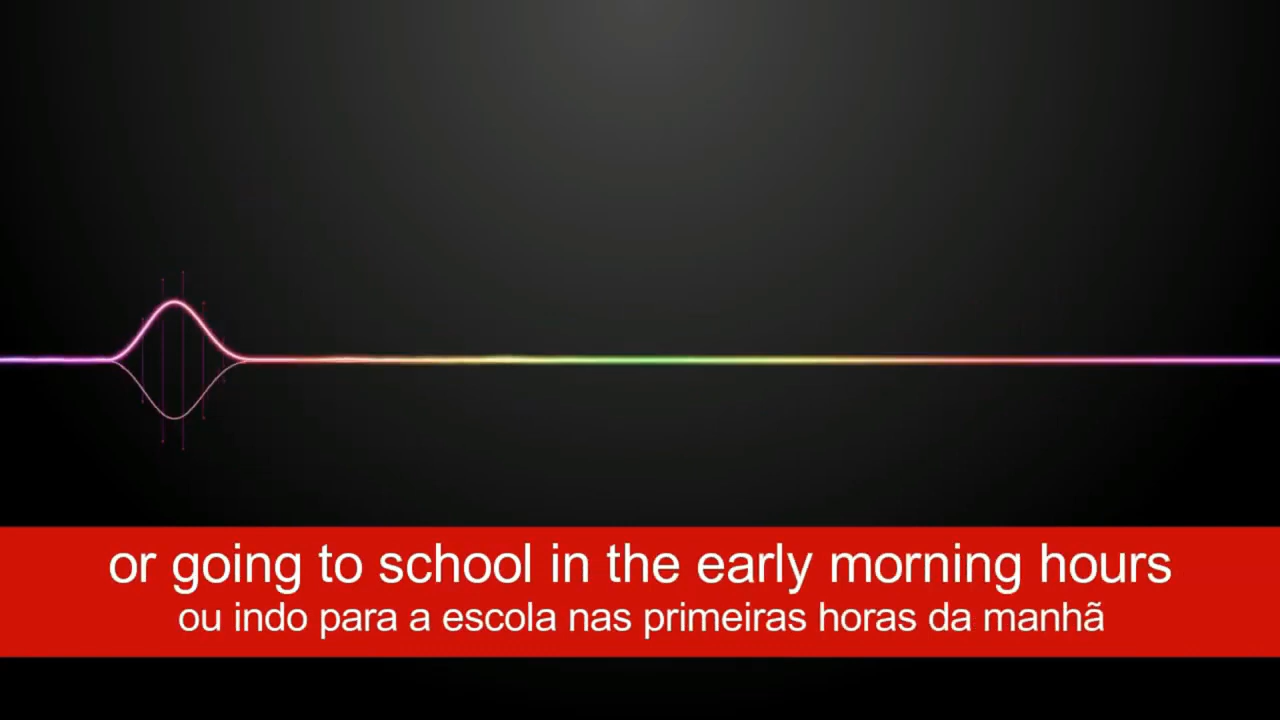 or going to school in the early morning hours
ou indo para a escola nas primeiras horas da manhã